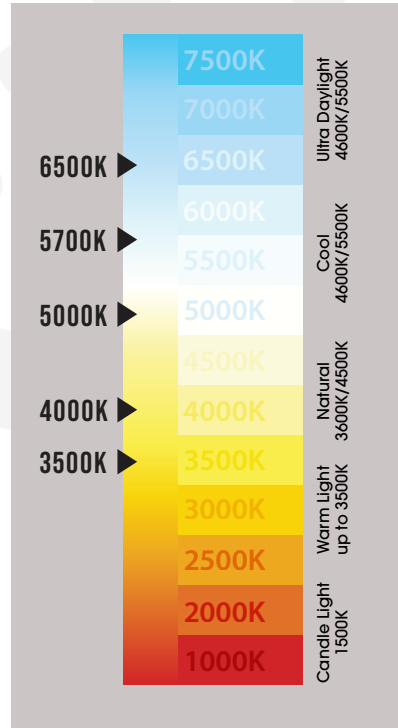 6500K
5700K
5000K
4000K
3500K
7500K
7000K
6500K
6000K
5500K
5000K
4500K
4000K
3500K
3000K
2500K
2000K
1000K
Ultra Daylight
4600K/5500K
Cool
4600K/5500K
Natural
3600K/4500K
Warm Light
up to 3500K
Candle Light
1500K